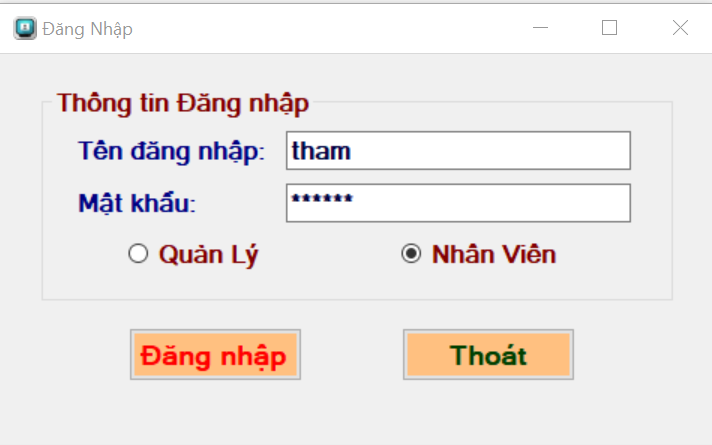 Đăng Nhập
Thông tin Đăng nhập
Tên đăng nhập: tham
Mật khẩu: ******
Quản Lý Nhân Viên
Đăng nhập Thoát